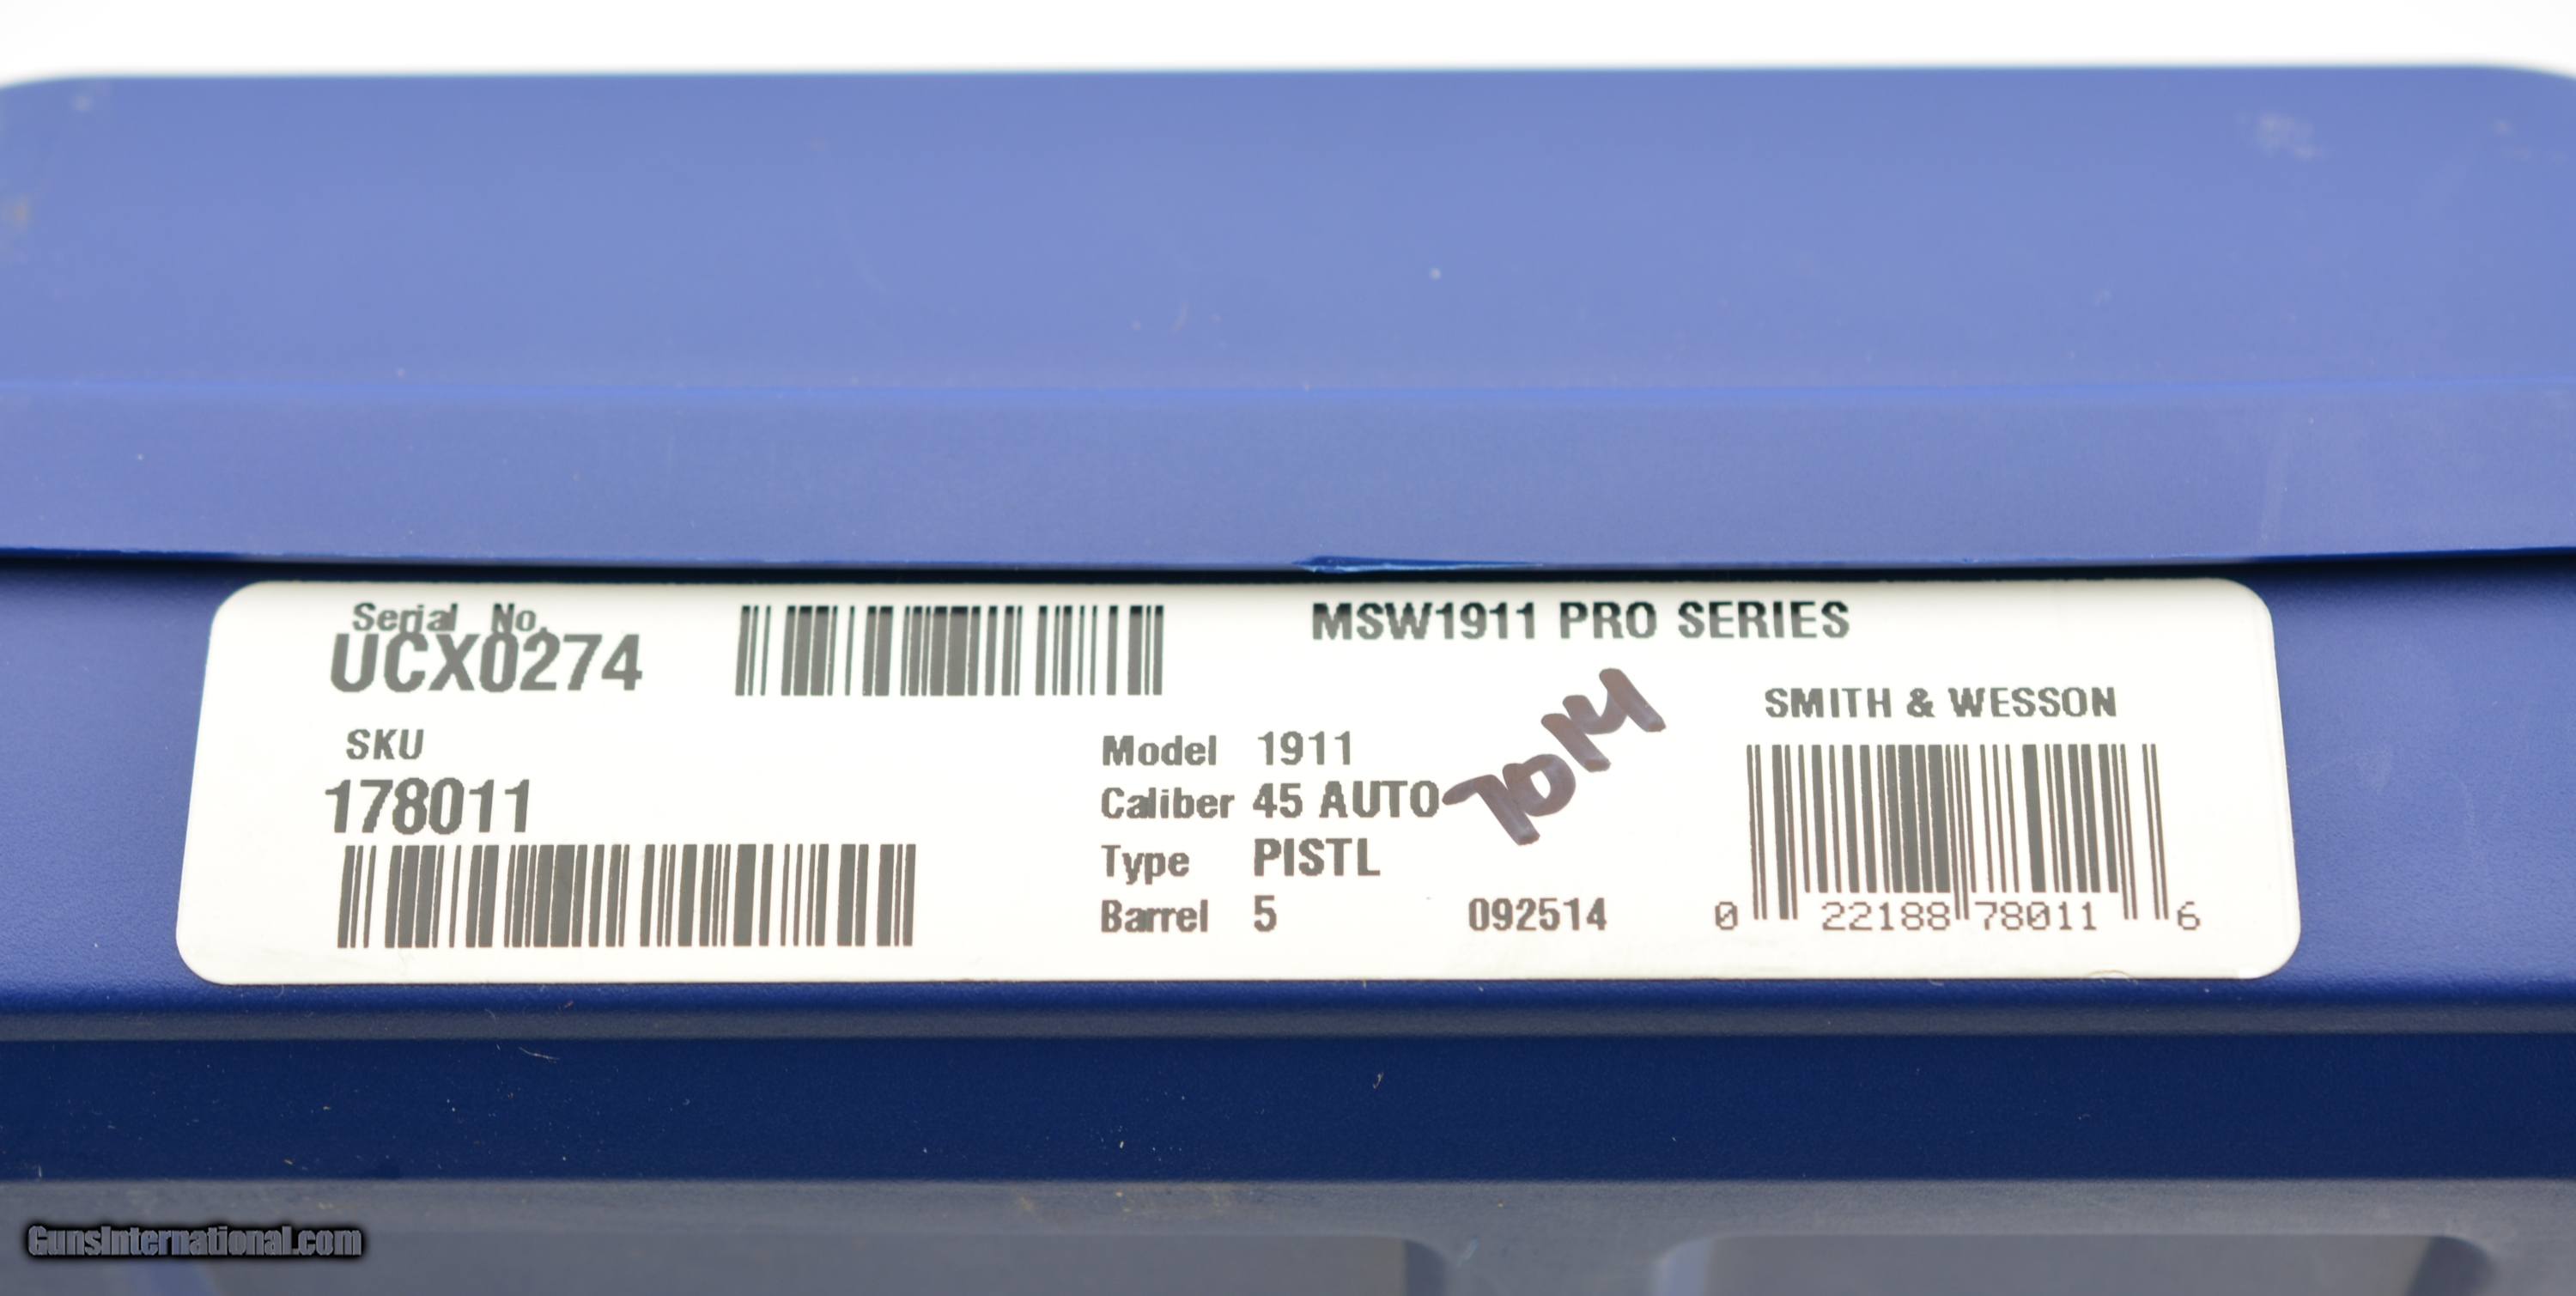 Serial No.
UCX0274
MSW1911 PRO SERIES
SKU
178011
Model 1911
Caliber 45 AUTO
Type PISTL
Barrel 5
092514
SMITH & WESSON
0 22188 78011 6
GunsInternational.com